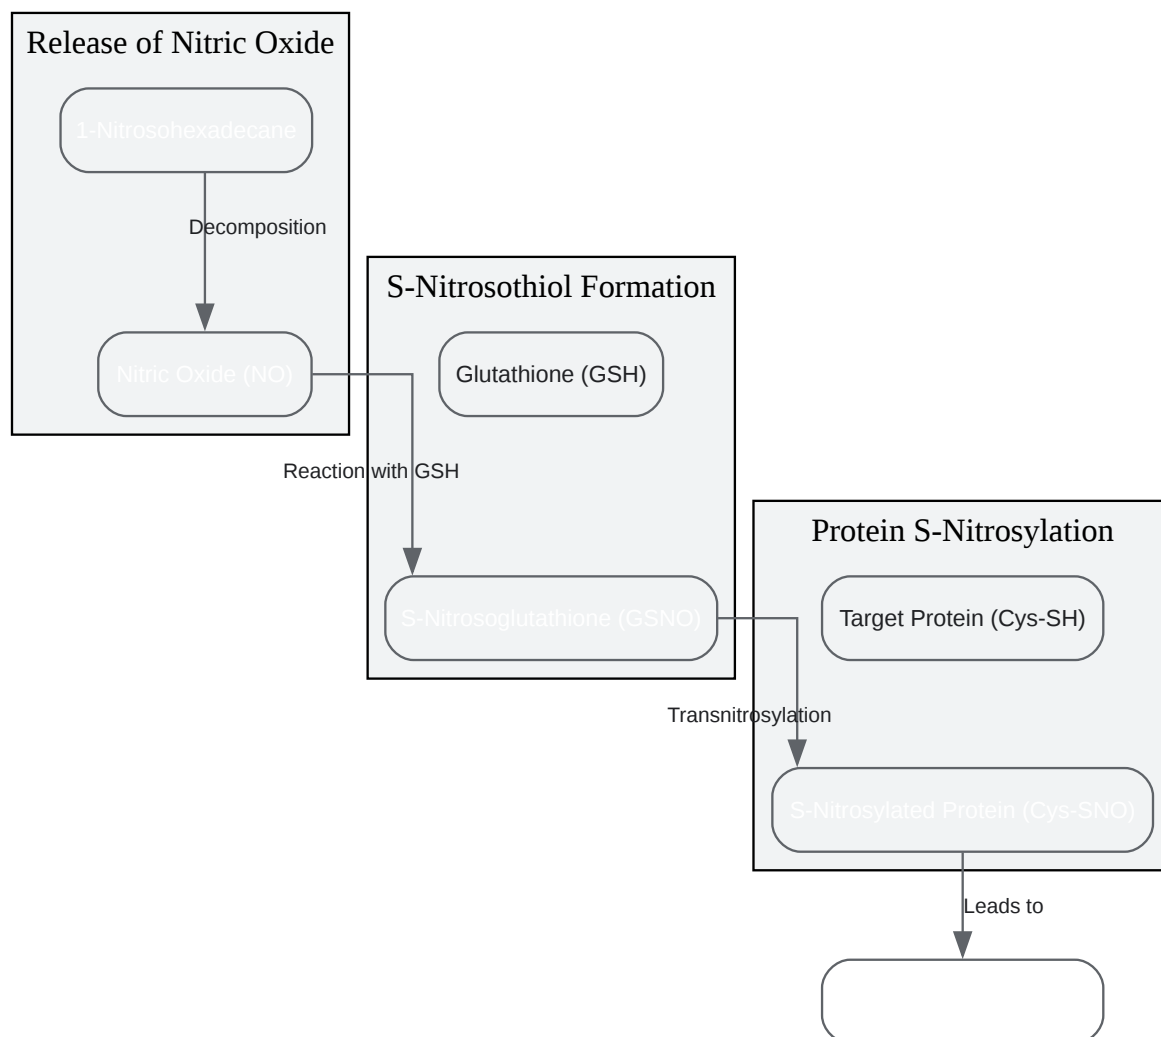 Release of Nitric Oxide
1-Nitrosohexadecane
Decomposition
Nitric Oxide (NO)
S-Nitrosothiol Formation
Glutathione (GSH)
Reaction with GSH
S-Nitrosoglutathione (GSNO)
Protein S-Nitrosylation
Target Protein (Cys-SH)
Transnitrosylation
S-Nitrosylated Protein (Cys-SNO)
Leads to